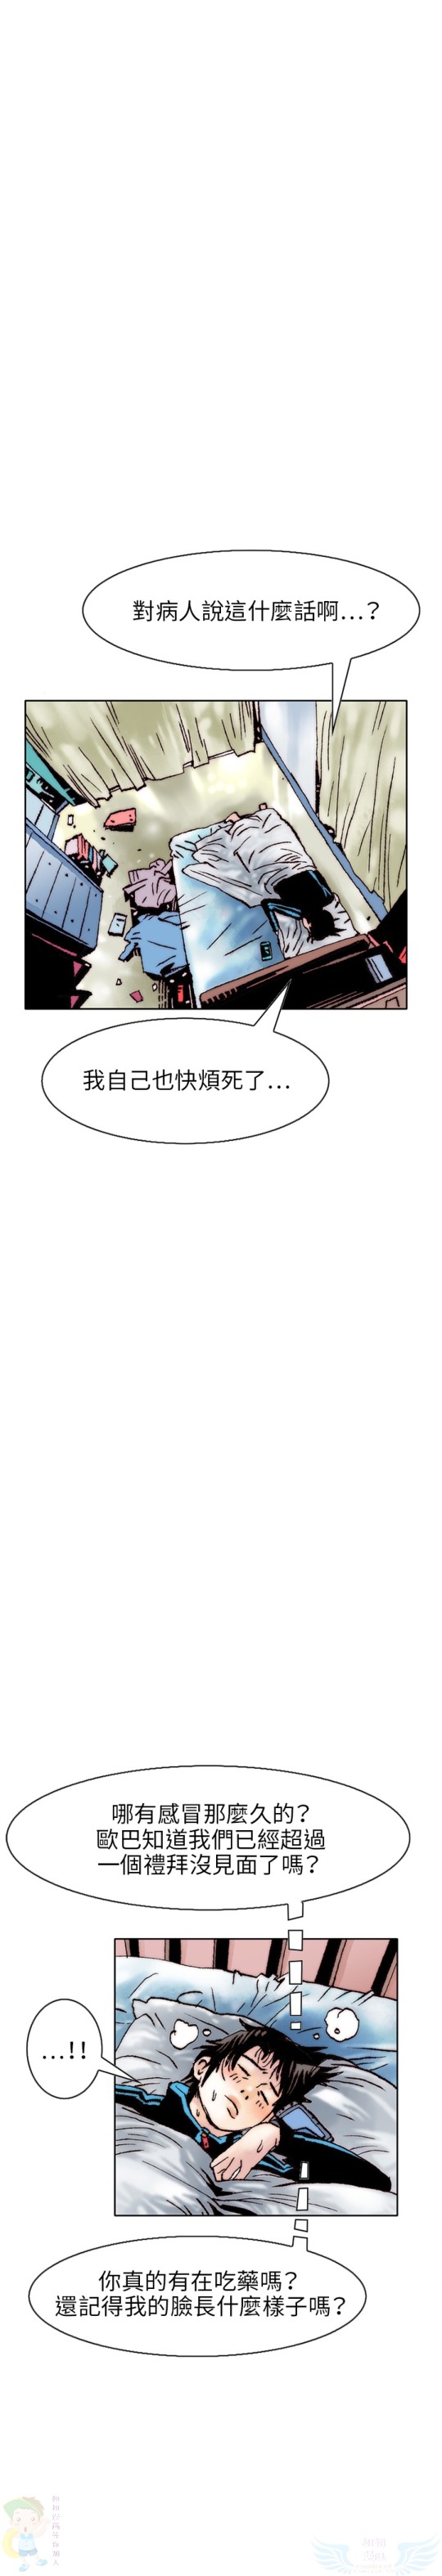 對病人說這什麼話啊...?
我自己也快煩死了...
哪有感冒那麼久的?
歐巴知道我們已經超過
一個禮拜沒見面了嗎?
...!!
你真的有在吃藥嗎?
還記得我的臉長什麼樣子嗎?